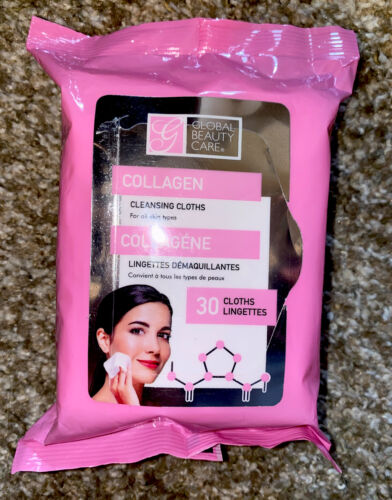 G
GLOBAL
BEAUTY
CARE®
COLLAGEN
CLEANSING CLOTHS
For all skin types
COLLAGÉNE
LINGETTES DÉMAQUILLANTES
Convient à tous les types de peaux
30 CLOTHS
LINGETTES